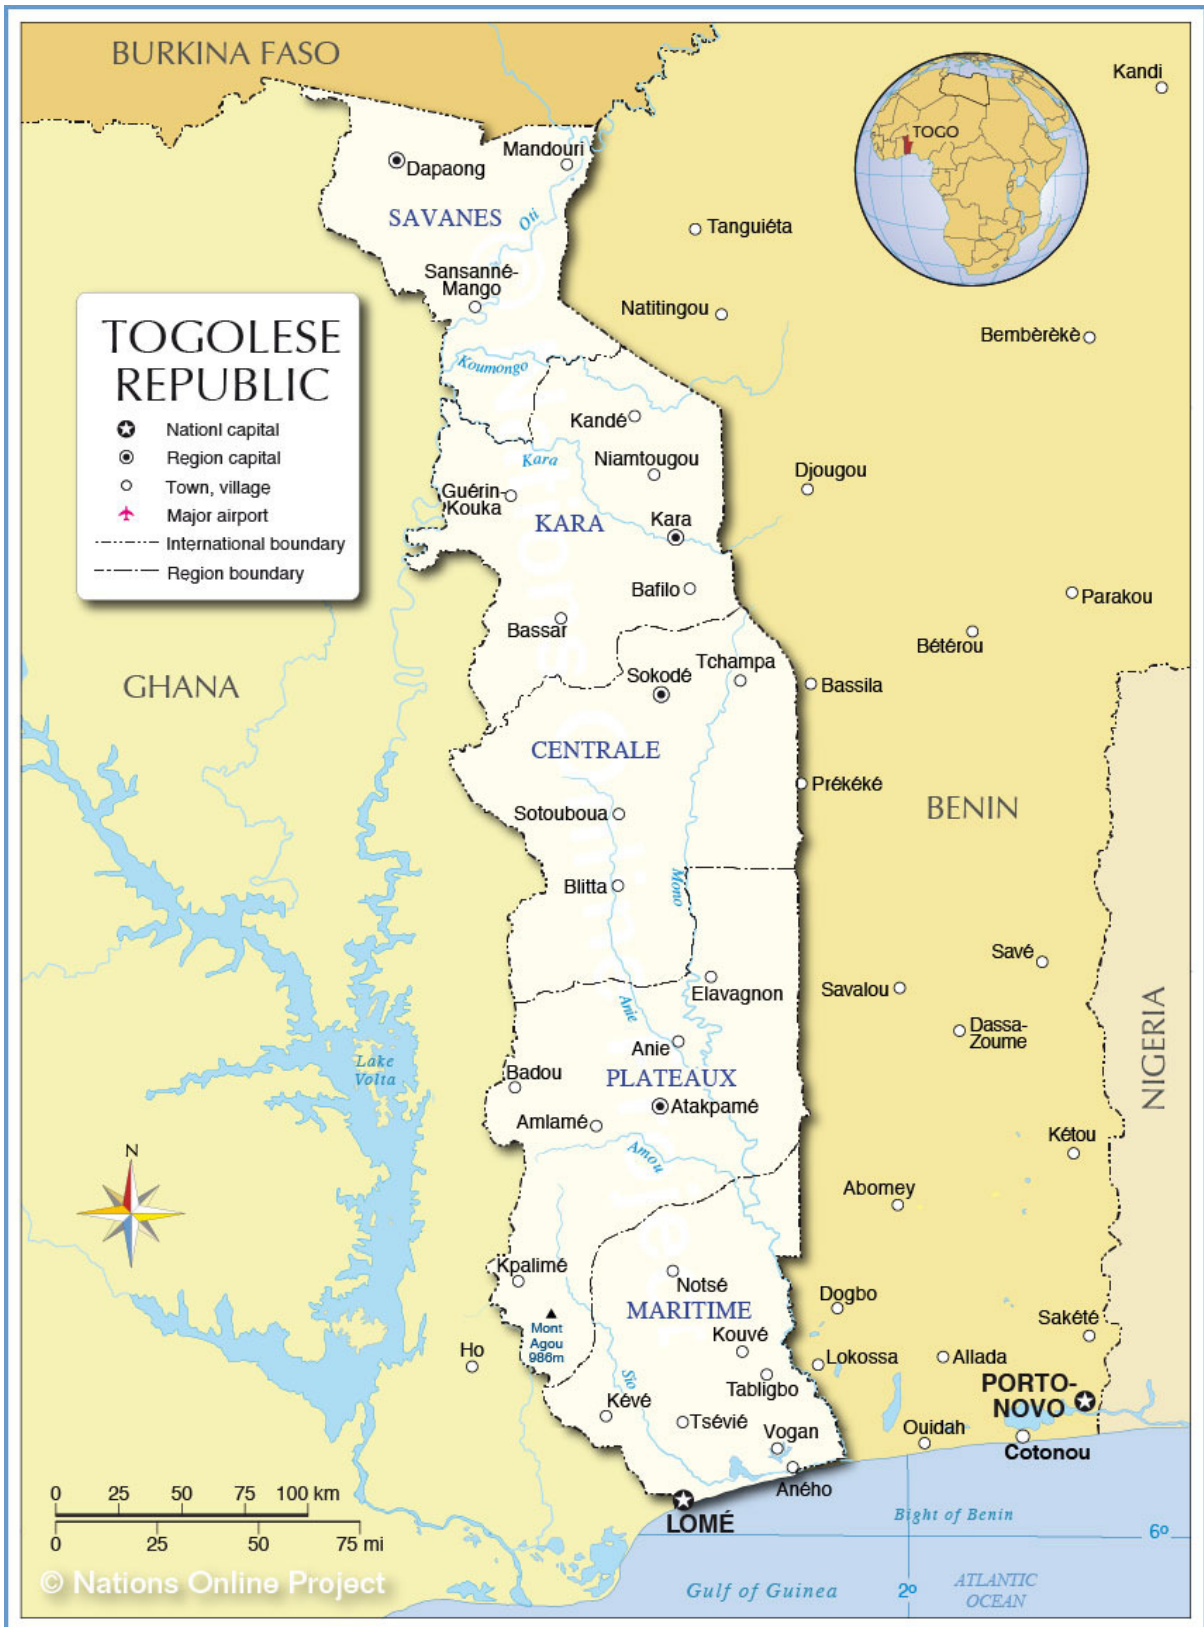 BURKINA FASO
Kandi
TOGO
Mandouri
Dapaong
SAVANES
Oti
Tanguiéta
Sansanné-
Mango
Natitingou
Bembèrèkè
TOGOLESE
REPUBLIC
Nationl capital
Region capital
Town, village
Major airport
International boundary
Region boundary
Koumongo
Kandé
Kara
Niamtougou
Djougou
Guérin-
Kouka
KARA
Kara
Bafilo
Parakou
Bassar
Bétérou
GHANA
Sokodé
Tchampa
Bassila
CENTRALE
Prékéké
BENIN
Sotouboua
Blitta
Mono
Savé
Elavagnon
Savalou
Anie
Dassa-
Zoume
NIGERIA
Anie
Lake
Volta
Badou
PLATEAUX
Atakpamé
Amlamé
Amou
Kétou
N
Abomey
Kpalimé
Notsé
Dogbo
MARITIME
Sakété
Mont
Agou
986m
Kouvé
Ho
Lokossa
Allada
Sio
Tabligbo
PORTO-
NOVO
Kévé
Tsévié
Vogan
Ouidah
Cotonou
Aného
LOMÉ
0 25 50 75 100 km
0 25 50 75 mi
Bight of Benin
6º
Gulf of Guinea
2º
ATLANTIC
OCEAN
© Nations Online Project
© Nations Online Project